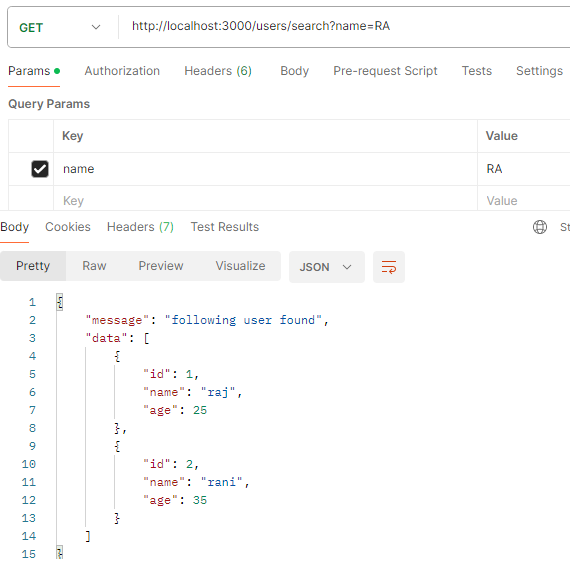 GET http://localhost:3000/users/search?name=RA
Params Authorization Headers (6) Body Pre-request Script Tests Settings
Query Params
Key Value
name RA
Key Value
Body Cookies Headers (7) Test Results
Pretty Raw Preview Visualize JSON
1 {
2 "message": "following user found",
3 "data": [
4 {
5 "id": 1,
6 "name": "raj",
7 "age": 25
8 },
9 {
10 "id": 2,
11 "name": "rani",
12 "age": 35
13 }
14 ]
15 }